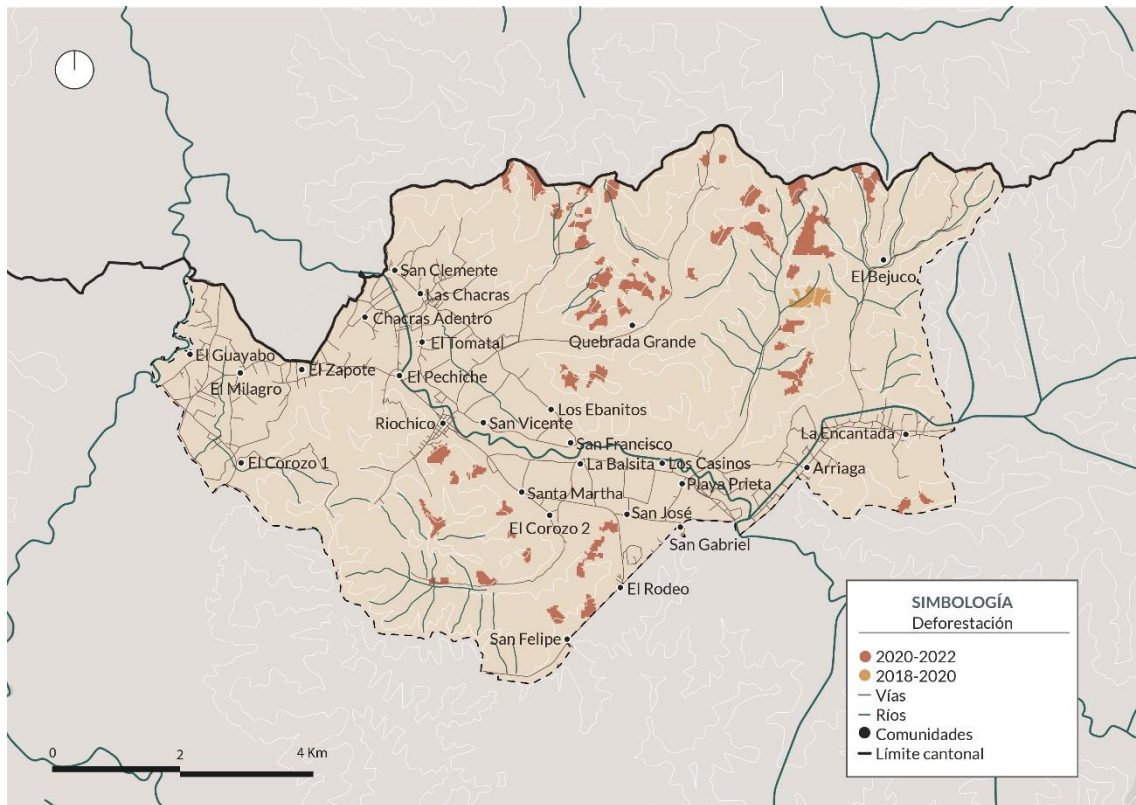 San Clemente
Las Chacras
Chacras Adentro
El Bejuco
El Tomatal
Quebrada Grande
El Guayabo
El Milagro
El Zapote
El Pechiche
Los Ebanitos
Riochico
San Vicente
La Encantada
San Francisco
El Corozo 1
La Balsita
Los Casinos
Arriaga
Playa Prieta
Santa Martha
San José
El Corozo 2
San Gabriel
El Rodeo
San Felipe
SIMBOLOGÍA
Deforestación
2020-2022
2018-2020
Vías
Ríos
Comunidades
Límite cantonal
0 2 4 Km